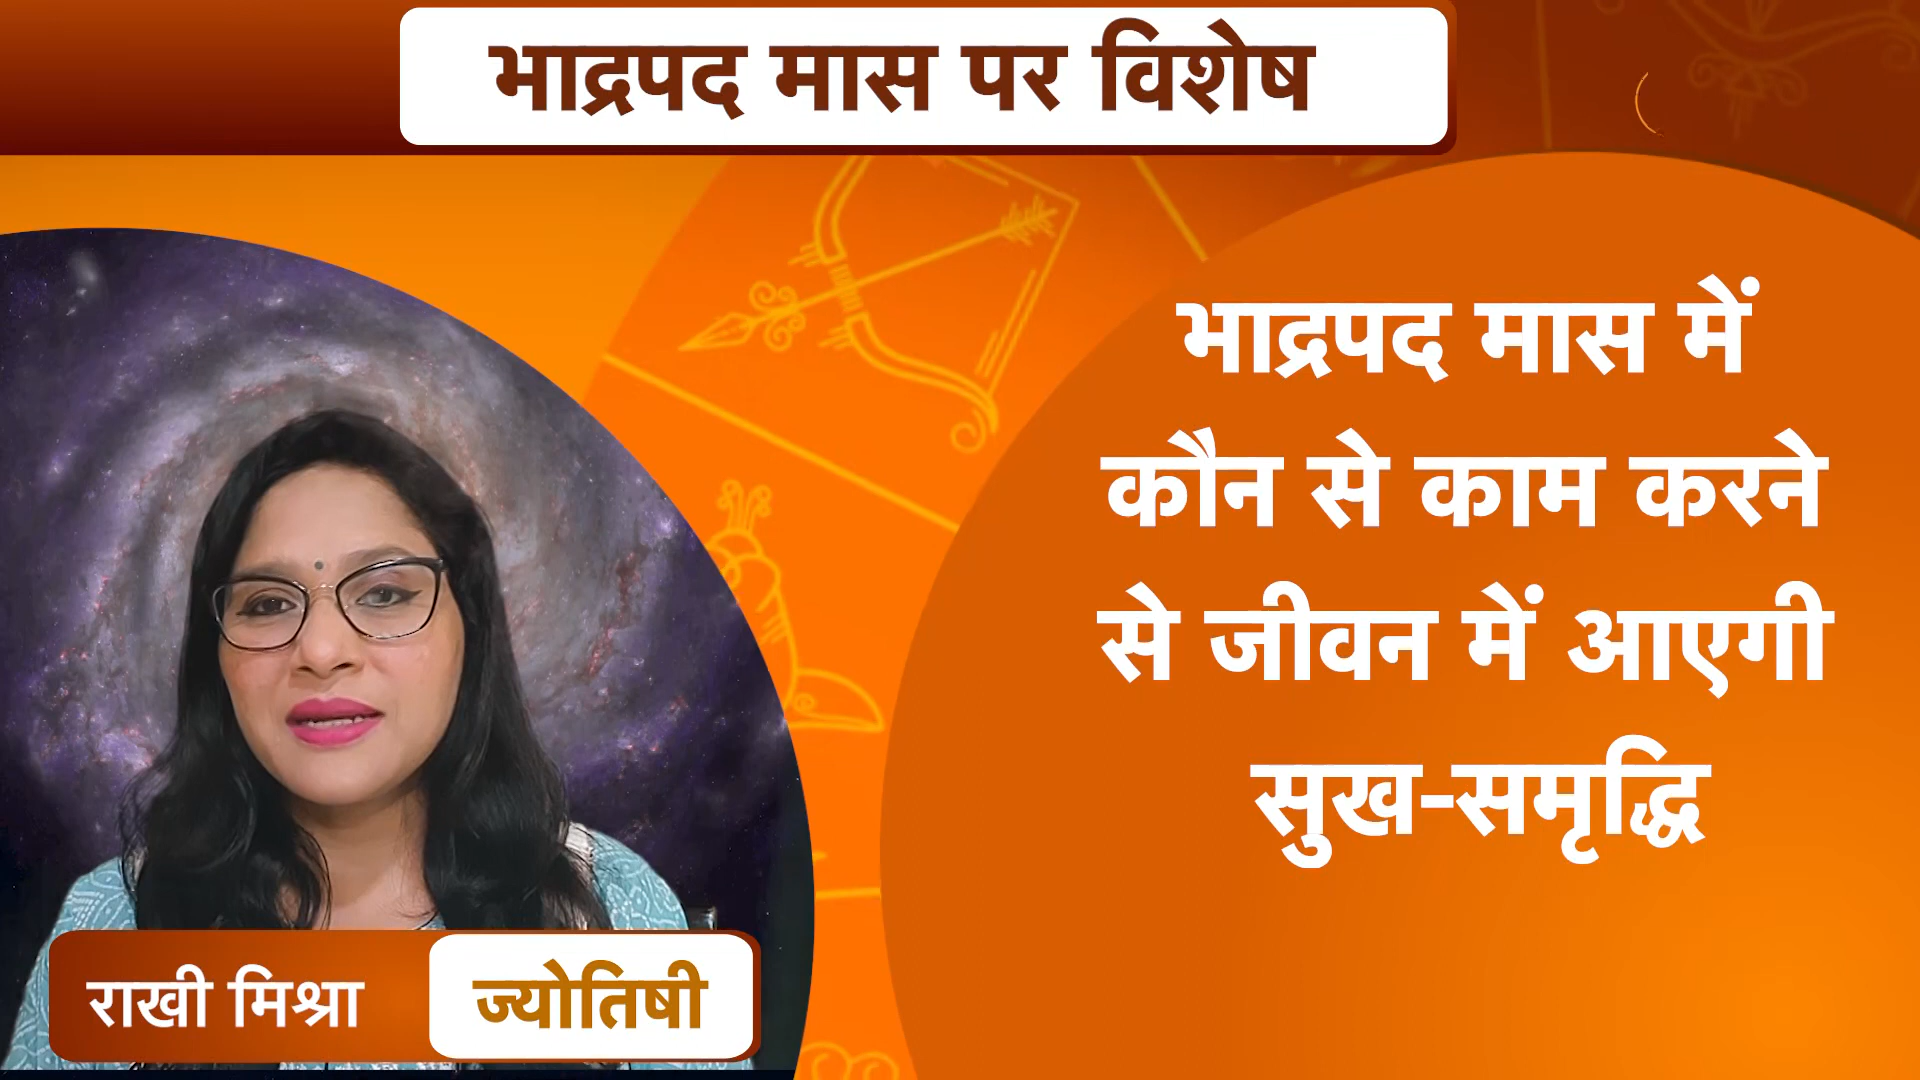 भाद्रपद मास पर विशेष
भाद्रपद मास में
कौन से काम करने
से जीवन में आएगी
सुख-समृद्धि
राखी मिश्रा
ज्योतिषी